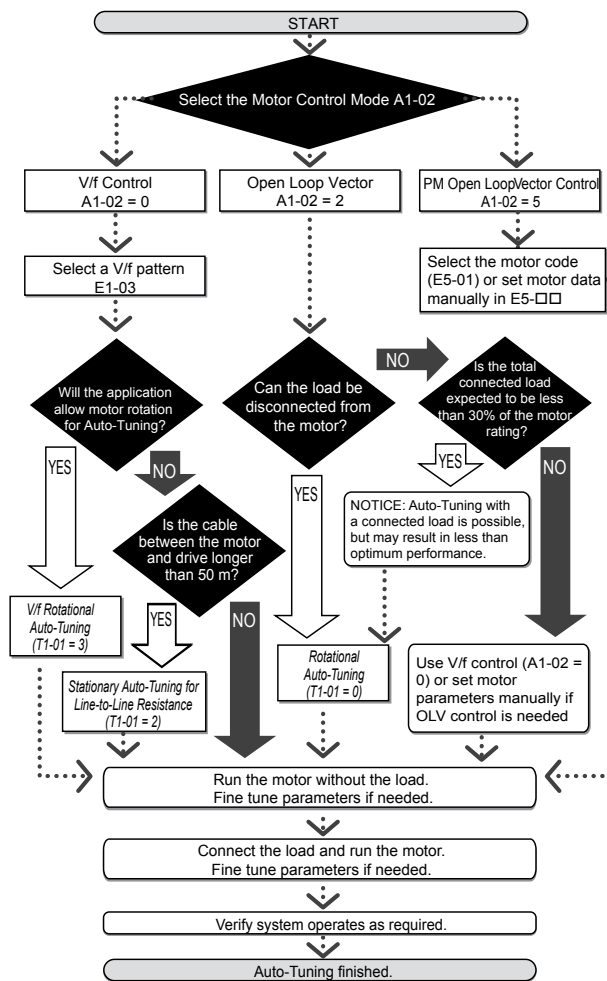 START
Select the Motor Control Mode A1-02
V/f Control
A1-02 = 0
Open Loop Vector
A1-02 = 2
PM Open LoopVector Control
A1-02 = 5
Select a V/f pattern
E1-03
Select the motor code
(E5-01) or set motor data
manually in E5-□□
Will the application
allow motor rotation
for Auto-Tuning?
Can the load be
disconnected from
the motor?
NO
Is the total
connected load
expected to be less
than 30% of the motor
rating?
YES
NO
YES
YES
NO
Is the cable
between the motor
and drive longer
than 50 m?
NOTICE: Auto-Tuning with
a connected load is possible,
but may result in less than
optimum performance.
V/f Rotational
Auto-Tuning
(T1-01 = 3)
YES
NO
Stationary Auto-Tuning for
Line-to-Line Resistance
(T1-01 = 2)
Rotational
Auto-Tuning
(T1-01 = 0)
Use V/f control (A1-02 =
0) or set motor
parameters manually if
OLV control is needed
Run the motor without the load.
Fine tune parameters if needed.
Connect the load and run the motor.
Fine tune parameters if needed.
Verify system operates as required.
Auto-Tuning finished.